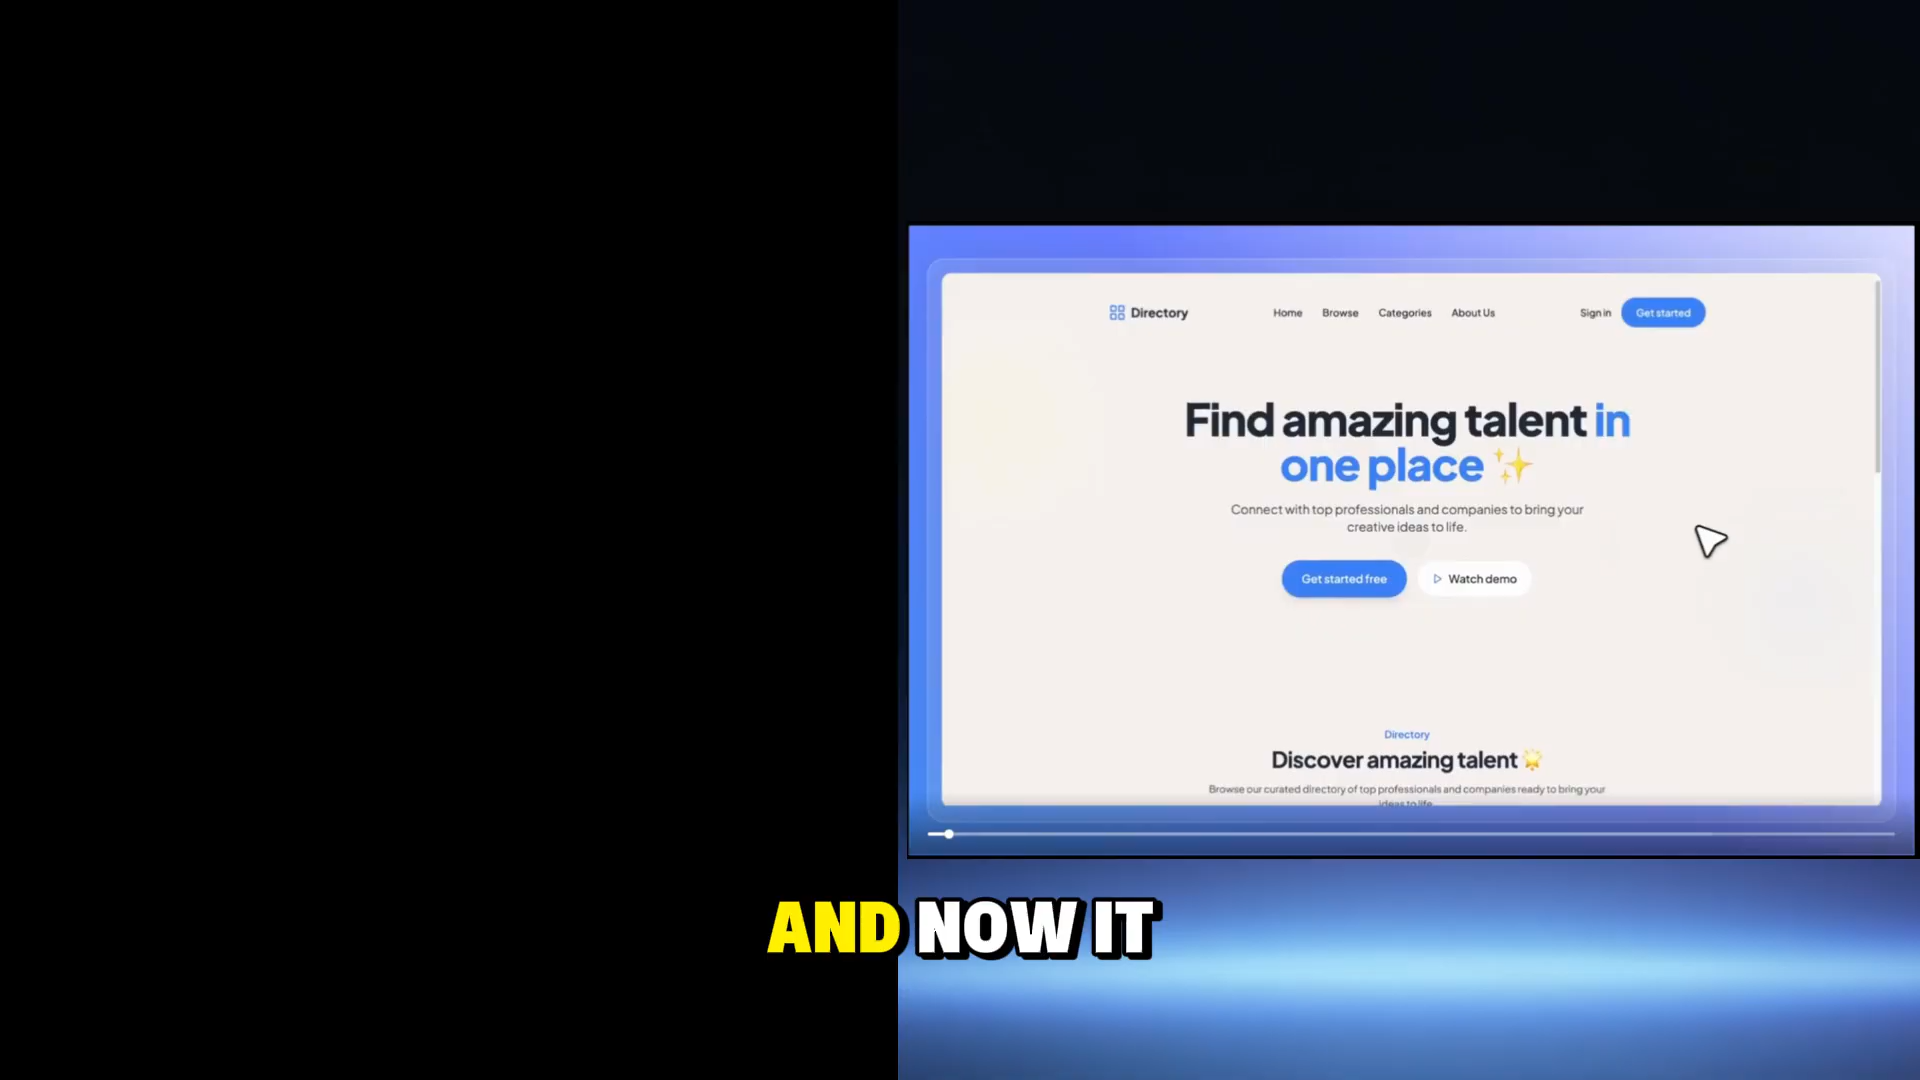 Directory
Home Browse Categories About Us
Sign in Get started
Find amazing talent in
one place ✨
Connect with top professionals and companies to bring your
creative ideas to life.
Get started free Watch demo
Directory
Discover amazing talent 🌟
Browse our curated directory of top professionals and companies ready to bring your
ideas to life.
AND NOW IT